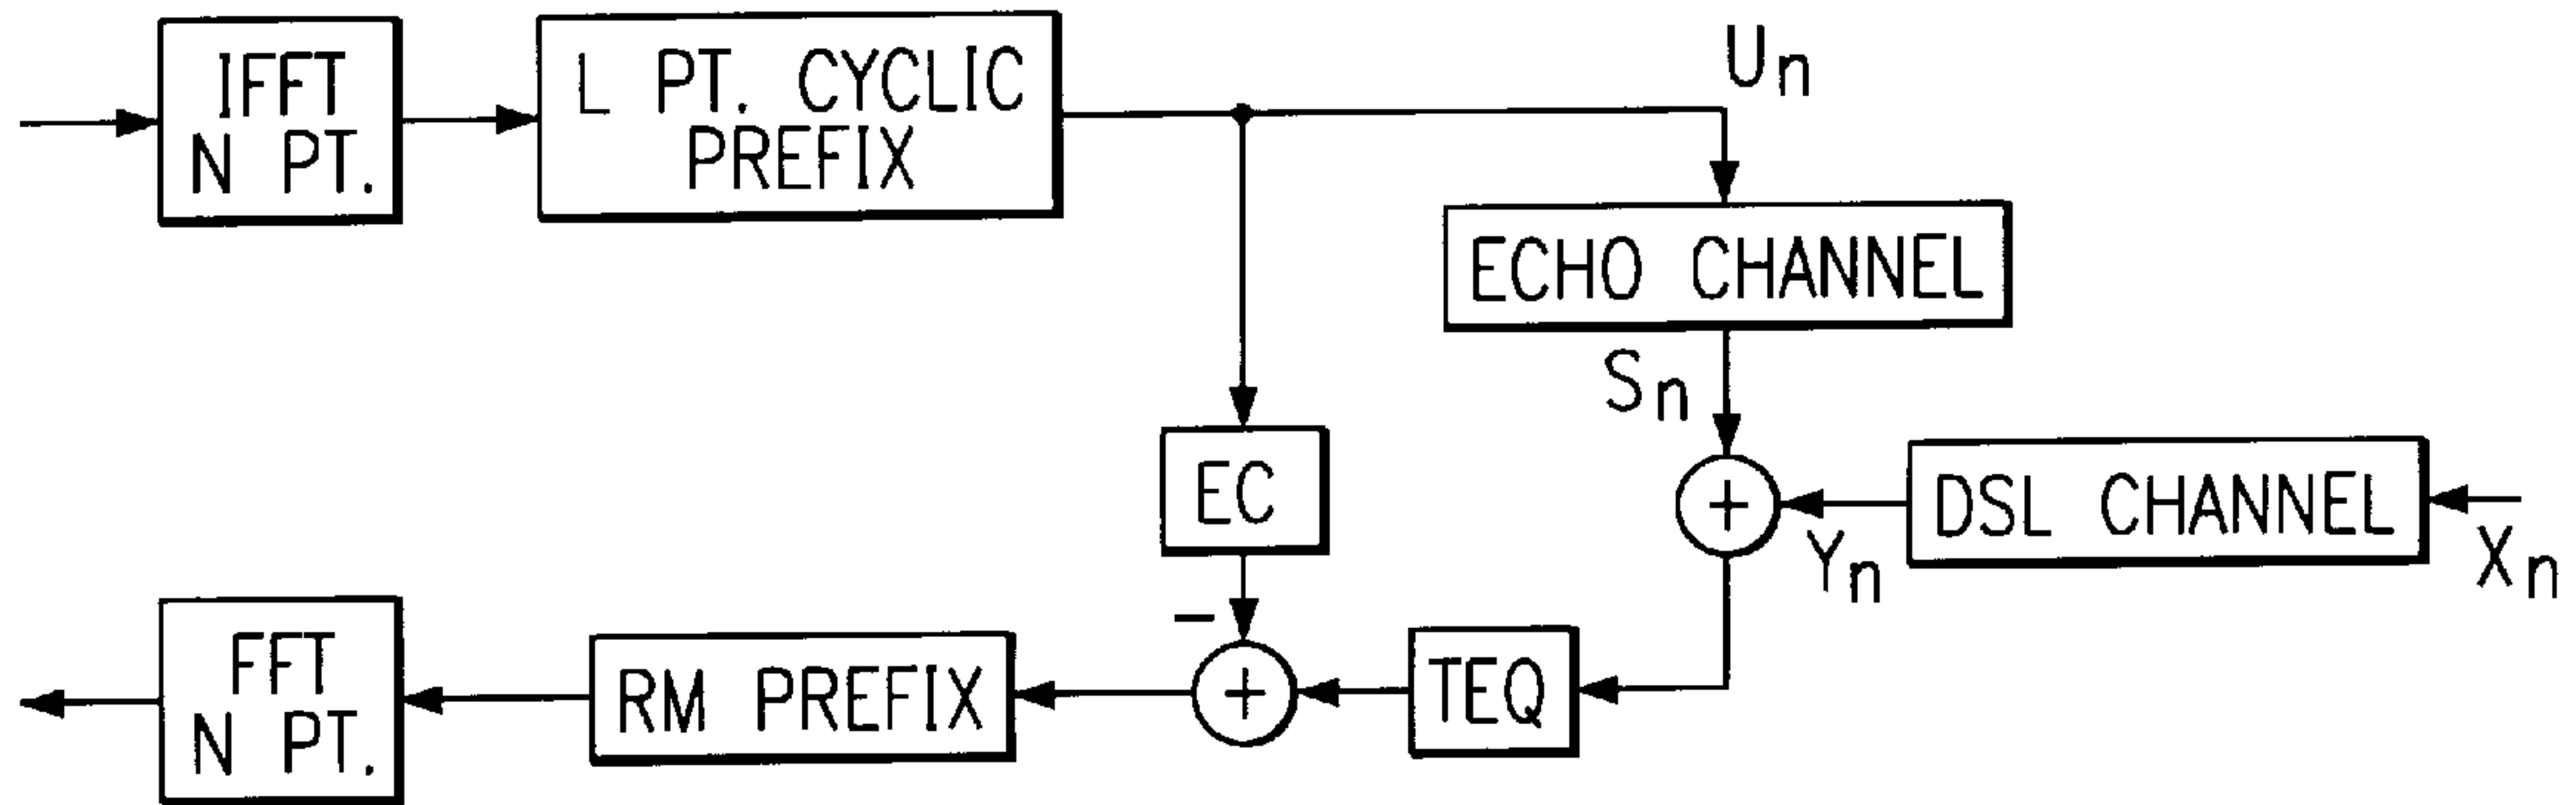 IFFT
N PT.
L PT. CYCLIC
PREFIX
Un
ECHO CHANNEL
Sn
EC
+
DSL CHANNEL
Yn
Xn
-
FFT
N PT.
RM PREFIX
+
TEQ